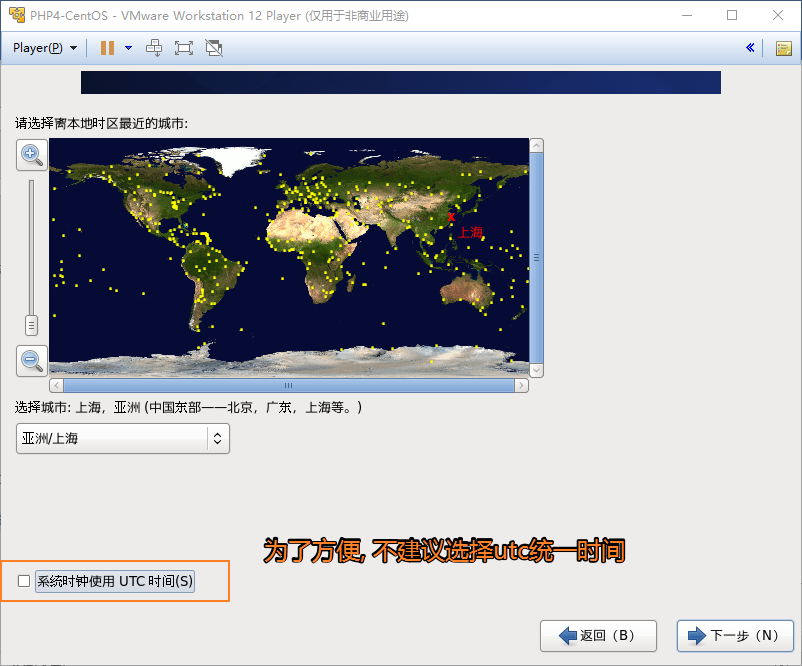 PHP4-CentOS - VMware Workstation 12 Player (仅用于非商业用途)
Player(P)
请选择离本地时区最近的城市:
上海
选择城市: 上海，亚洲 (中国东部——北京，广东，上海等。)
亚洲/上海
为了方便, 不建议选择utc统一时间
系统时钟使用 UTC 时间(S)
返回（B）
下一步（N）